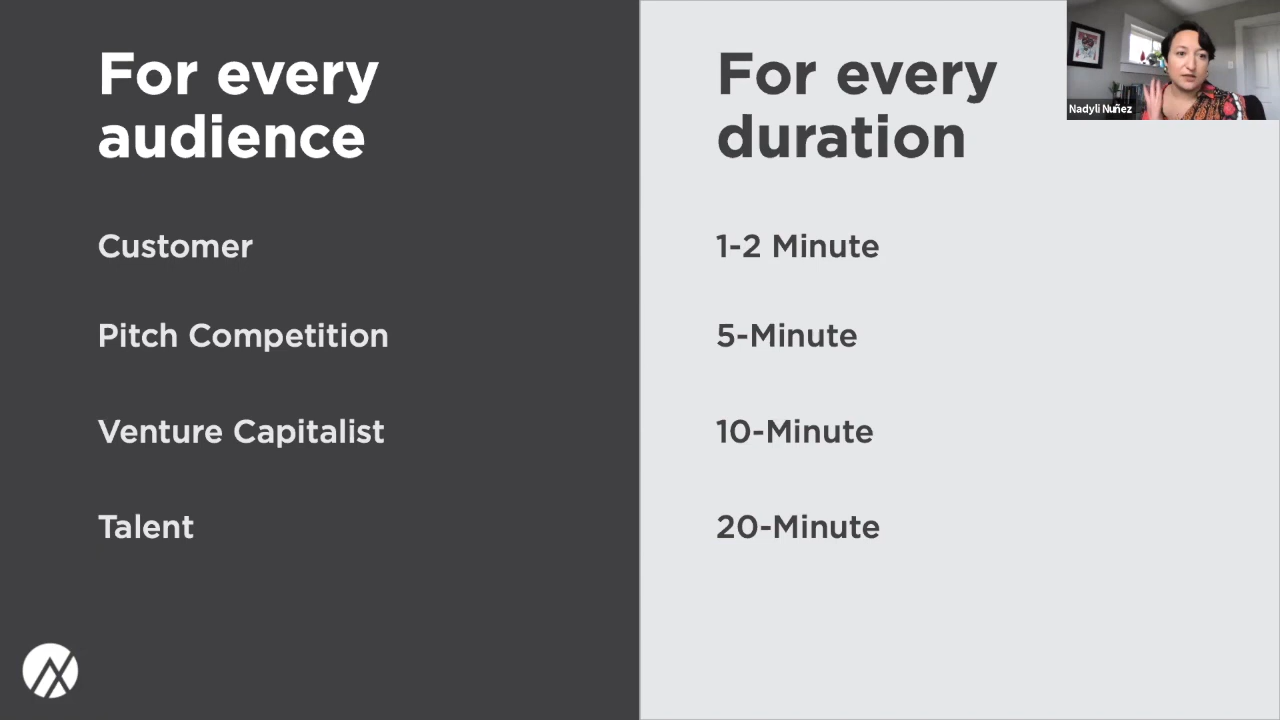 For every
audience
Customer
Pitch Competition
Venture Capitalist
Talent
For every
duration
1-2 Minute
5-Minute
10-Minute
20-Minute
Nadyli Nuñez